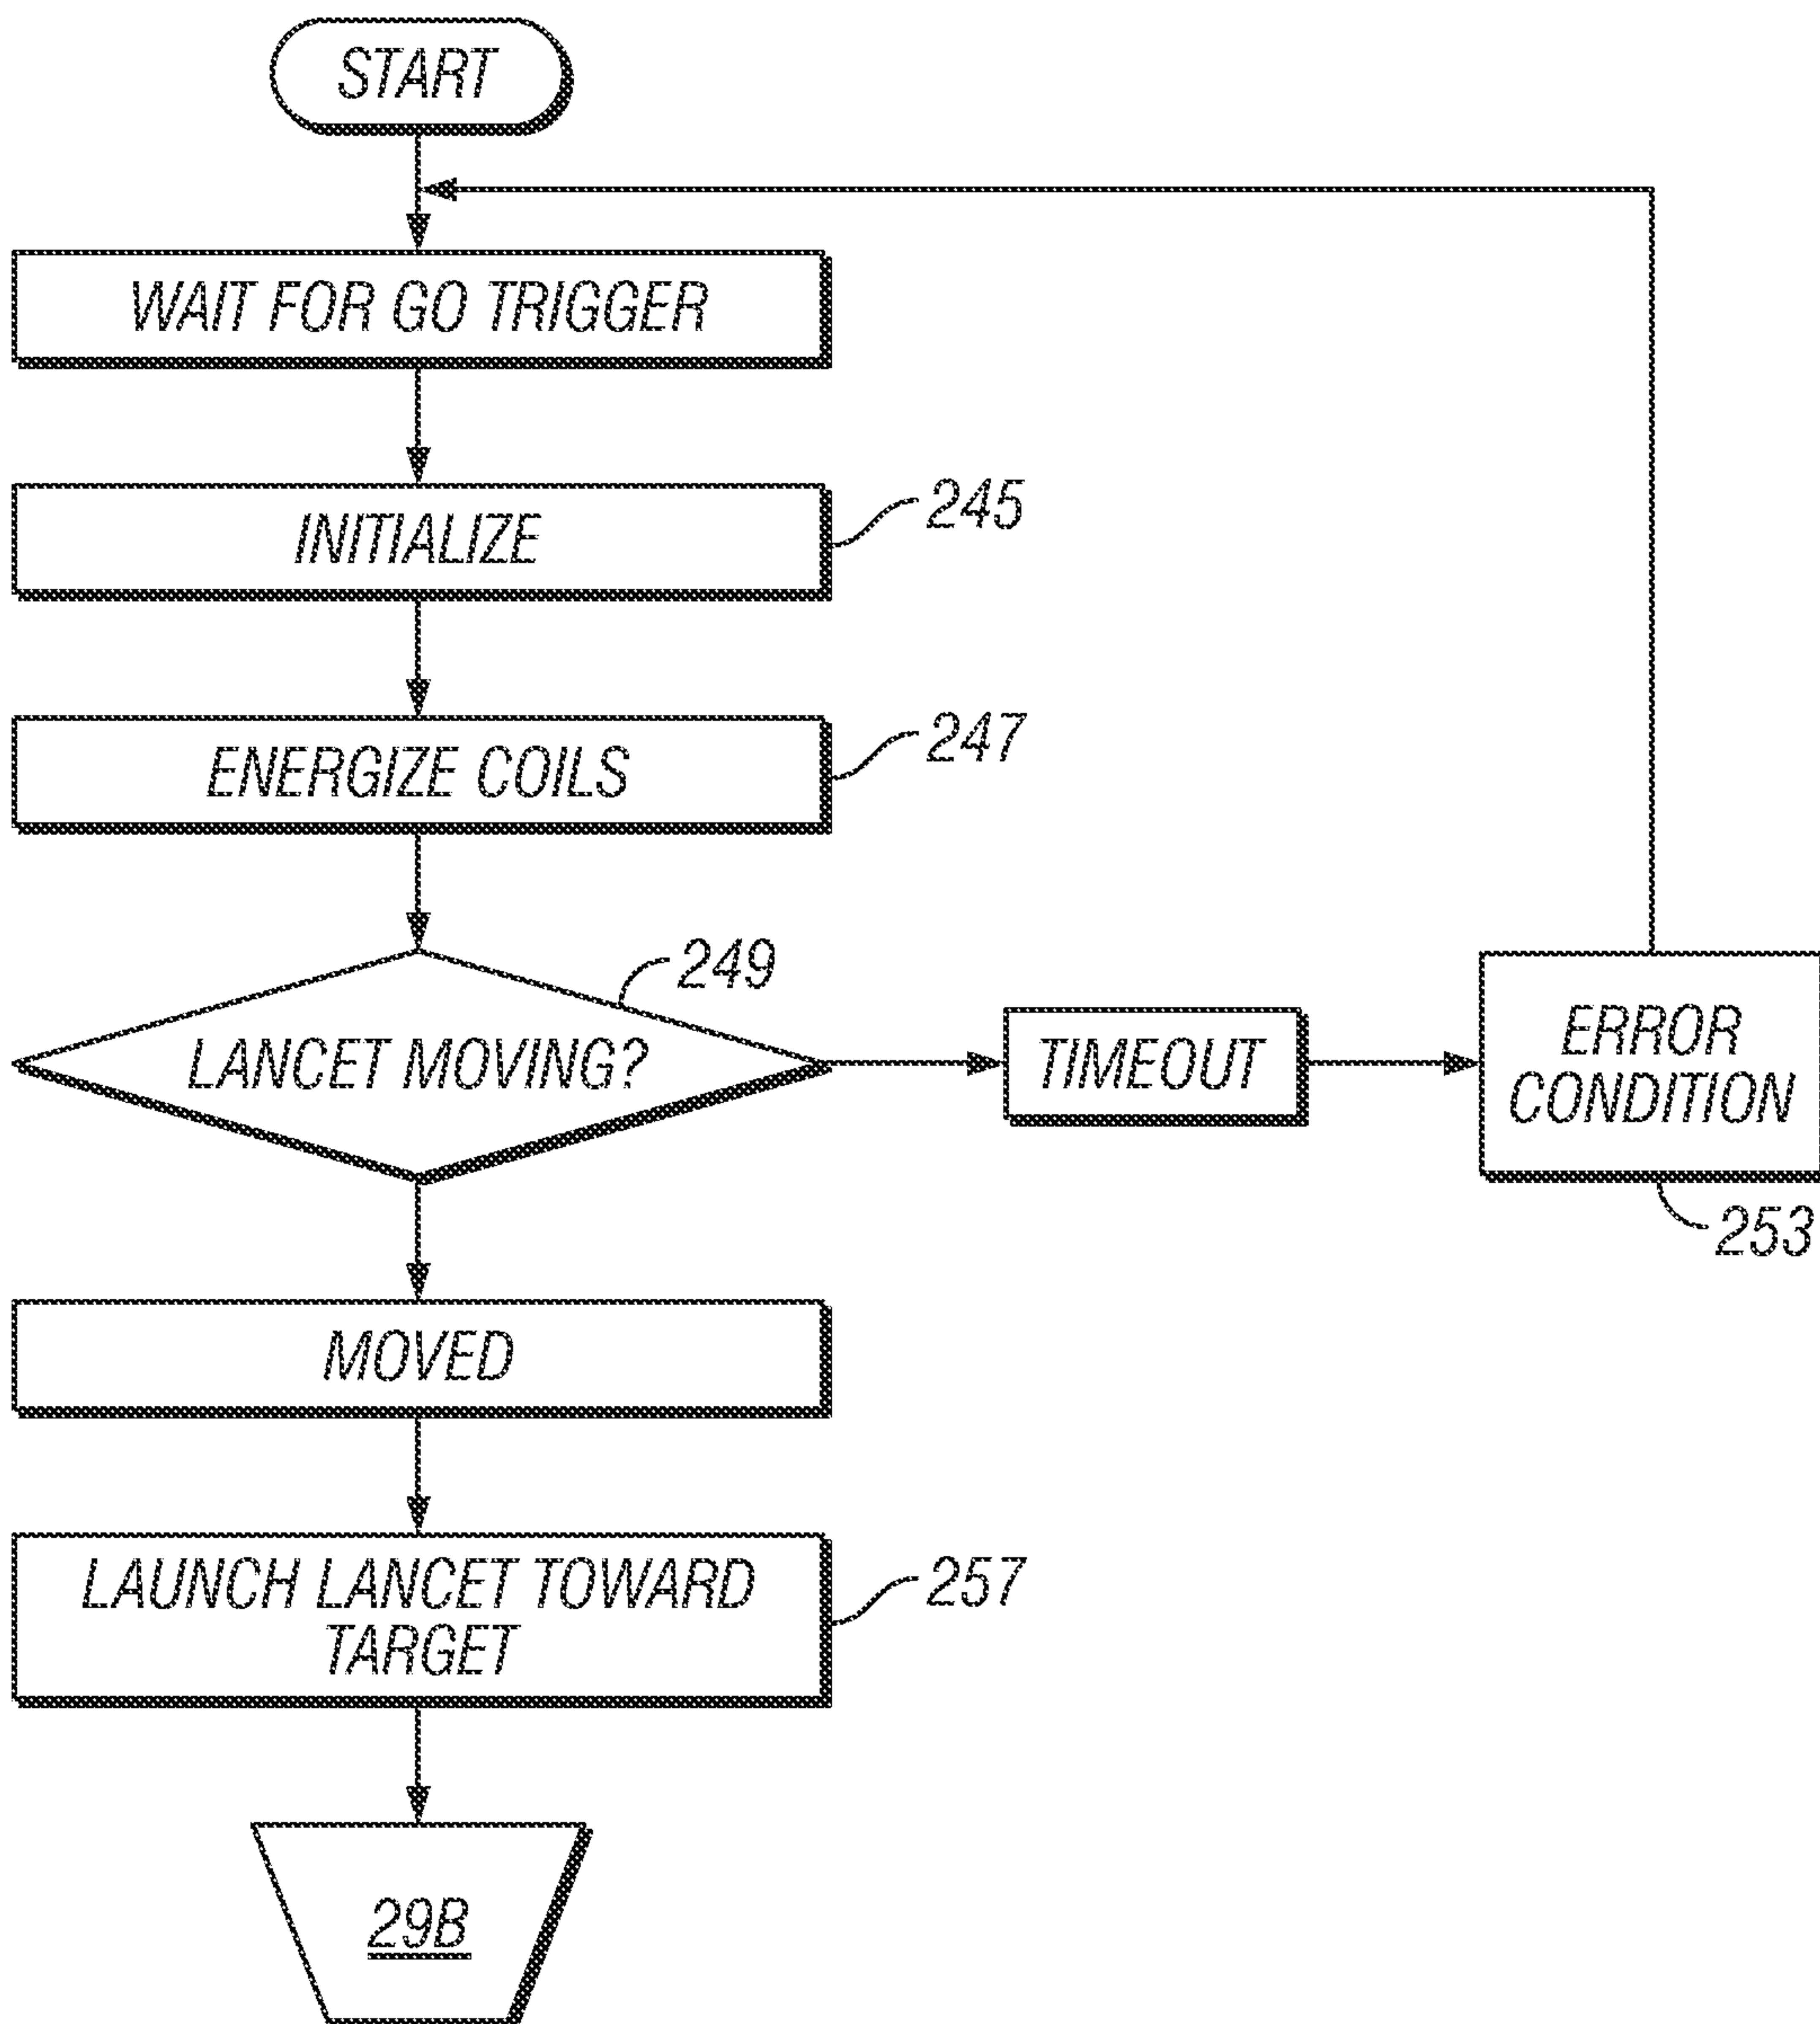 START
WAIT FOR GO TRIGGER
INITIALIZE
245
ENERGIZE COILS
247
249
LANCET MOVING?
TIMEOUT
ERROR
CONDITION
253
MOVED
LAUNCH LANCET TOWARD
TARGET
257
29B